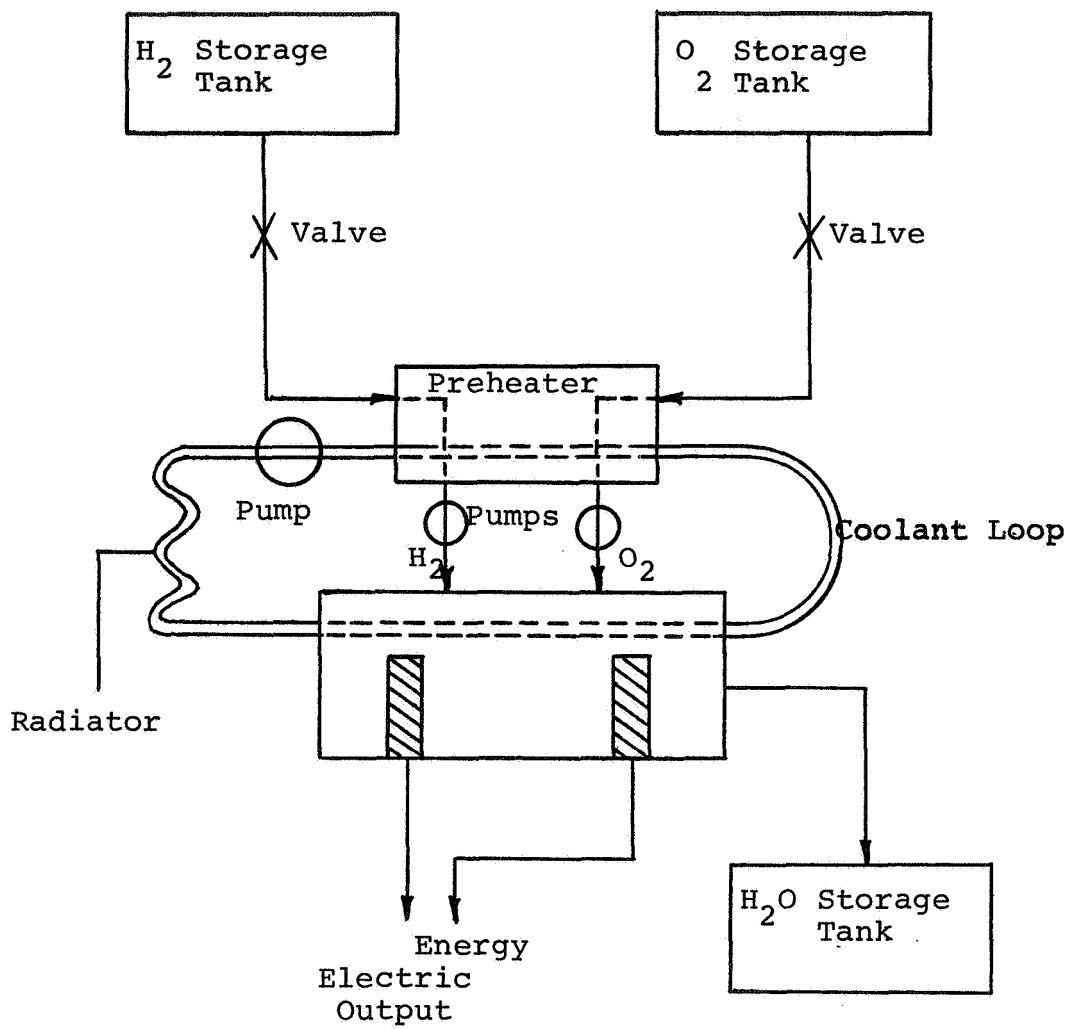 H2 Storage
Tank
O2 Storage
Tank
Valve
Valve
Preheater
Pump
Pumps
Coolant Loop
H2
O2
Radiator
H2O Storage
Tank
Energy
Electric
Output